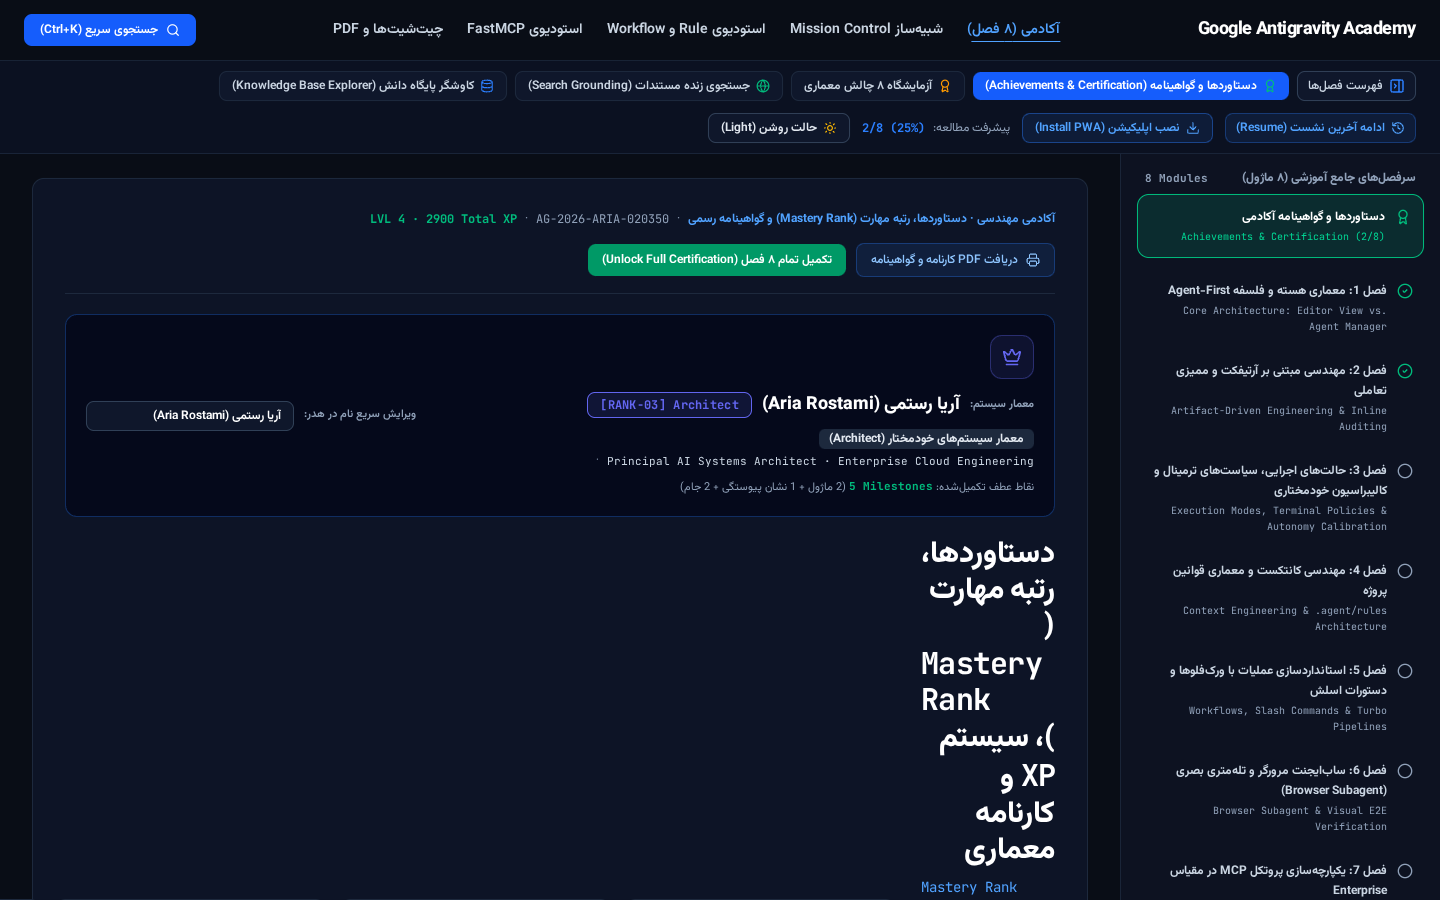 Google Antigravity Academy
آکادمی (۸ فصل)
شبیه‌ساز Mission Control
استودیوی Rule و Workflow
استودیوی FastMCP
چیت‌شیت‌ها و PDF
جستجوی سریع (Ctrl+K)
فهرست فصل‌ها
دستاوردها و گواهینامه (Achievements & Certification)
آزمایشگاه ۸ چالش معماری
جستجوی زنده مستندات (Search Grounding)
کاوشگر پایگاه دانش (Knowledge Base Explorer)
ادامه آخرین نشست (Resume)
نصب اپلیکیشن (Install PWA)
پیشرفت مطالعه: 2/8 (25%)
حالت روشن (Light)
سرفصل‌های جامع آموزشی (۸ ماژول)
8 Modules
دستاوردها و گواهینامه آکادمی
Achievements & Certification (2/8)
فصل 1: معماری هسته و فلسفه Agent-First
Core Architecture: Editor View vs.
Agent Manager
فصل 2: مهندسی مبتنی بر آرتیفکت و ممیزی
تعاملی
Artifact-Driven Engineering & Inline
Auditing
فصل 3: حالت‌های اجرایی، سیاست‌های ترمینال و
کالیبراسیون خودمختاری
Execution Modes, Terminal Policies &
Autonomy Calibration
فصل 4: مهندسی کانتکست و معماری قوانین
پروژه
Context Engineering & .agent/rules
Architecture
فصل 5: استانداردسازی عملیات با ورک‌فلوها و
دستورات اسلش
Workflows, Slash Commands & Turbo
Pipelines
فصل 6: ساب‌ایجنت مرورگر و تله‌متری بصری
(Browser Subagent)
Browser Subagent & Visual E2E
Verification
فصل 7: یکپارچه‌سازی پروتکل MCP در مقیاس
Enterprise
آکادمی مهندسی · دستاوردها، رتبه مهارت (Mastery Rank) و گواهینامه رسمی · AG-2026-ARIA-020350 · LVL 4 · 2900 Total XP
دریافت PDF کارنامه و گواهینامه
تکمیل تمام ۸ فصل (Unlock Full Certification)
معمار سیستم: آریا رستمی (Aria Rostami) [RANK-03] Architect
ویرایش سریع نام در هدر: آریا رستمی (Aria Rostami)
معمار سیستم‌های خودمختار (Architect)
Principal AI Systems Architect · Enterprise Cloud Engineering ·
نقاط عطف تکمیل‌شده: 5 Milestones (2 ماژول + 1 نشان پیوستگی + 2 جام)
دستاوردها،
رتبه مهارت
(
Mastery
Rank
)، سیستم
XP و
کارنامه
معماری
Mastery Rank